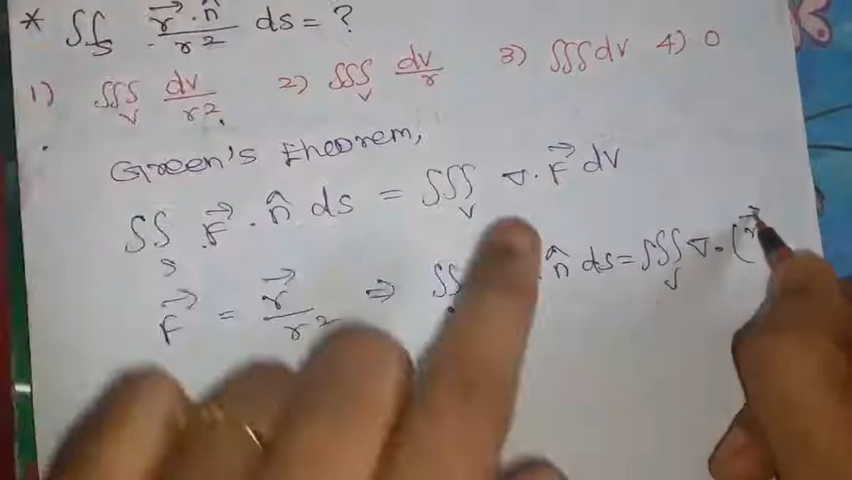 * ∬_S (r⃗ · n̂)/r² ds = ?
1) ∭_V dv/r² 2) ∭_V dv/r 3) ∭ dv 4) 0
Green's theorem,
∬_S F⃗ · n̂ ds = ∭_V ∇ · F⃗ dv
F⃗ = r⃗/r² ⇒ ∬ · n̂ ds = ∭_V ∇ · (r⃗